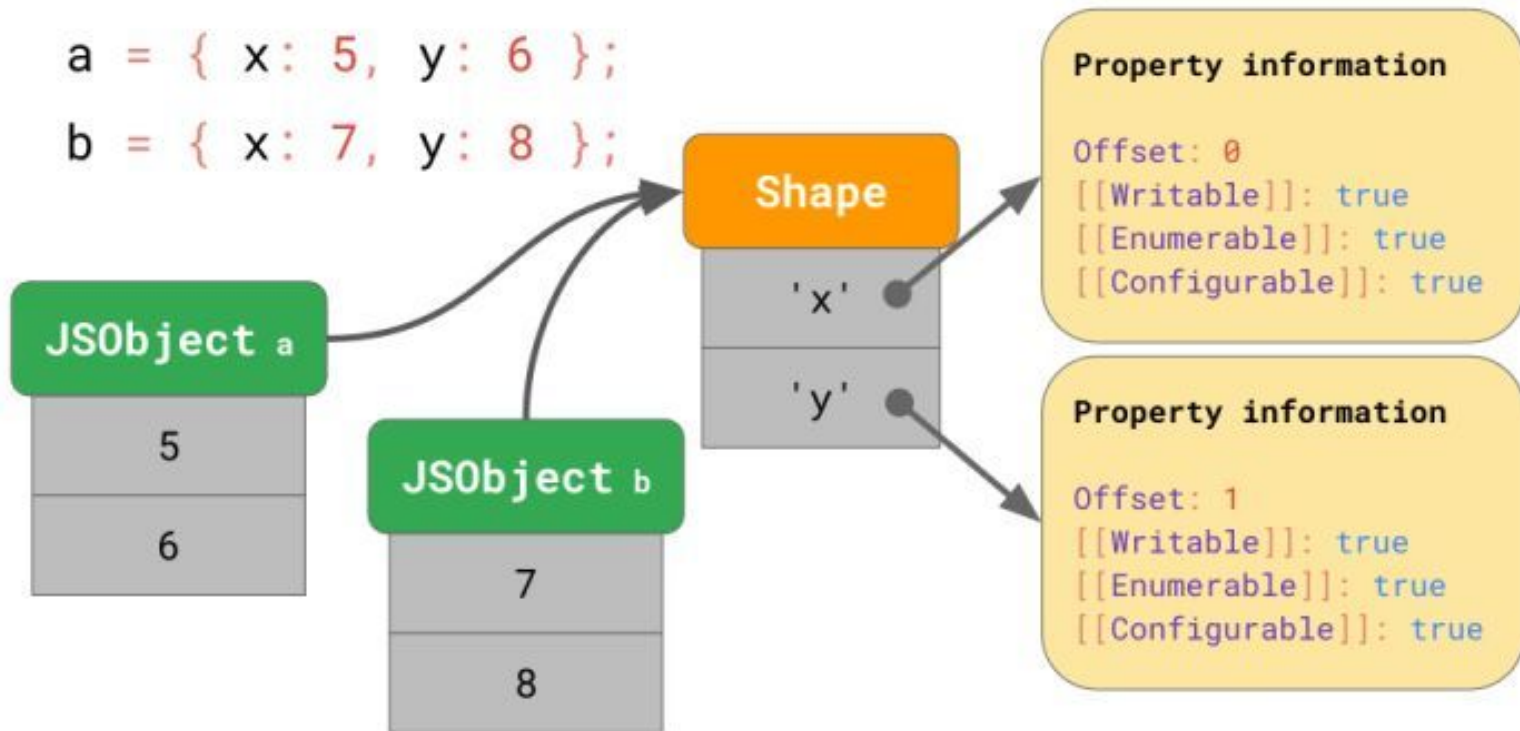 a = { x: 5, y: 6 };
b = { x: 7, y: 8 };
JSObject a
5
6
JSObject b
7
8
Shape
'x'
'y'
Property information
Offset: 0
[[Writable]]: true
[[Enumerable]]: true
[[Configurable]]: true
Property information
Offset: 1
[[Writable]]: true
[[Enumerable]]: true
[[Configurable]]: true